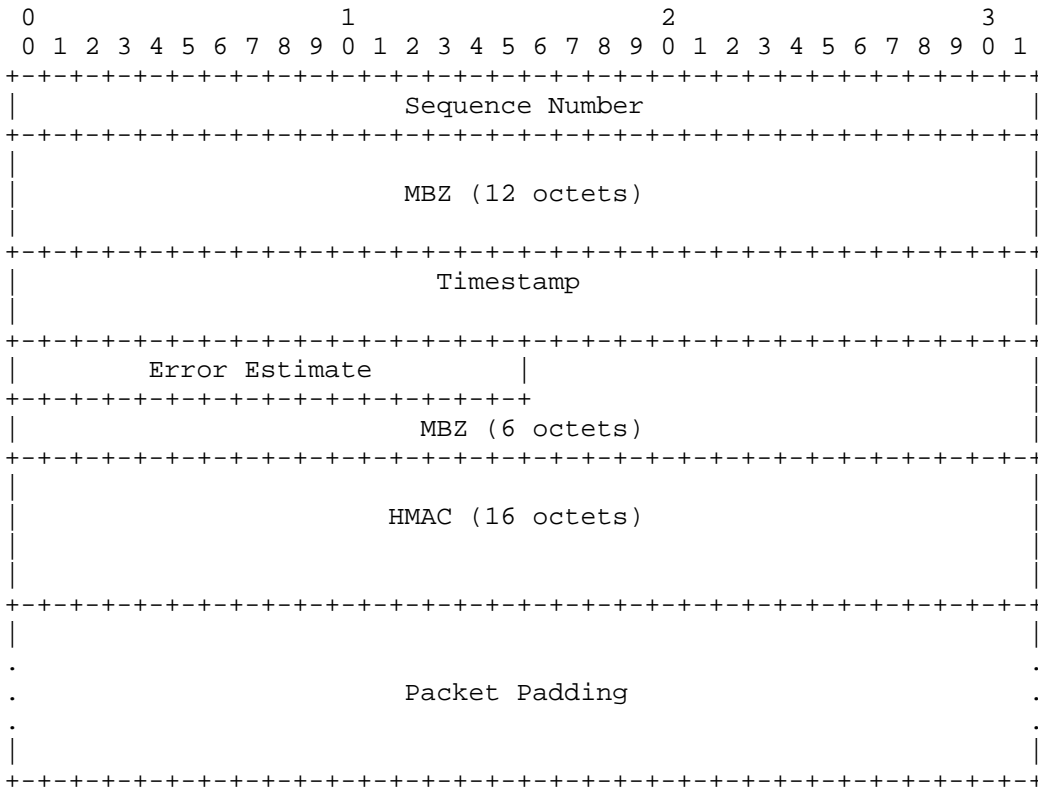 0                   1                   2                   3
 0 1 2 3 4 5 6 7 8 9 0 1 2 3 4 5 6 7 8 9 0 1 2 3 4 5 6 7 8 9 0 1
+-+-+-+-+-+-+-+-+-+-+-+-+-+-+-+-+-+-+-+-+-+-+-+-+-+-+-+-+-+-+-+-+
|                        Sequence Number                        |
+-+-+-+-+-+-+-+-+-+-+-+-+-+-+-+-+-+-+-+-+-+-+-+-+-+-+-+-+-+-+-+-+
|                                                               |
|                        MBZ (12 octets)                        |
|                                                               |
+-+-+-+-+-+-+-+-+-+-+-+-+-+-+-+-+-+-+-+-+-+-+-+-+-+-+-+-+-+-+-+-+
|                          Timestamp                            |
|                                                               |
+-+-+-+-+-+-+-+-+-+-+-+-+-+-+-+-+-+-+-+-+-+-+-+-+-+-+-+-+-+-+-+-+
|        Error Estimate         |                               |
+-+-+-+-+-+-+-+-+-+-+-+-+-+-+-+-+                               |
|                         MBZ (6 octets)                        |
+-+-+-+-+-+-+-+-+-+-+-+-+-+-+-+-+-+-+-+-+-+-+-+-+-+-+-+-+-+-+-+-+
|                                                               |
|                       HMAC (16 octets)                        |
|                                                               |
|                                                               |
+-+-+-+-+-+-+-+-+-+-+-+-+-+-+-+-+-+-+-+-+-+-+-+-+-+-+-+-+-+-+-+-+
|                                                               |
.                                                               .
.                        Packet Padding                         .
.                                                               .
|                                                               |
+-+-+-+-+-+-+-+-+-+-+-+-+-+-+-+-+-+-+-+-+-+-+-+-+-+-+-+-+-+-+-+-+